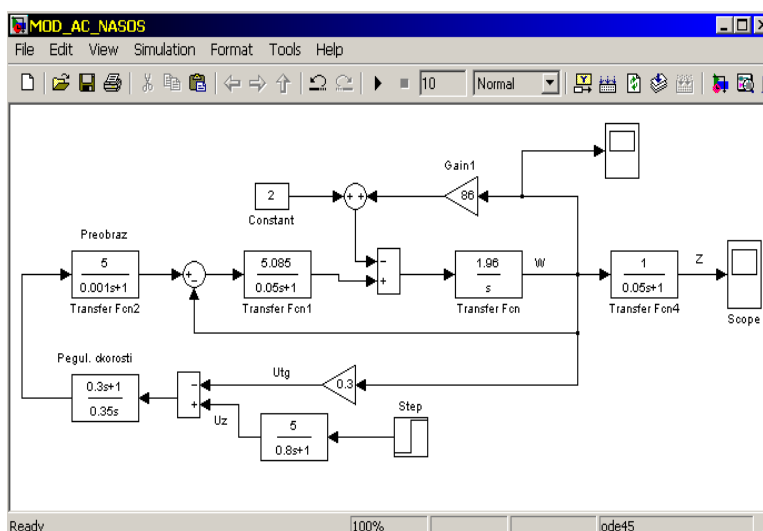 MOD_AC_NASOS
File Edit View Simulation Format Tools Help
10 Normal
Gain1
86
2
Constant
+ +
Preobraz
5
0.001s+1
Transfer Fcn2
+
-
5.085
0.05s+1
Transfer Fcn1
-
+
1.96
s
Transfer Fcn
W
1
0.05s+1
Transfer Fcn4
Z
Scope
Pegul. ckorosti
0.3s+1
0.35s
-
+
Utg
0.3
Uz
5
0.8s+1
Step
Ready 100% ode45